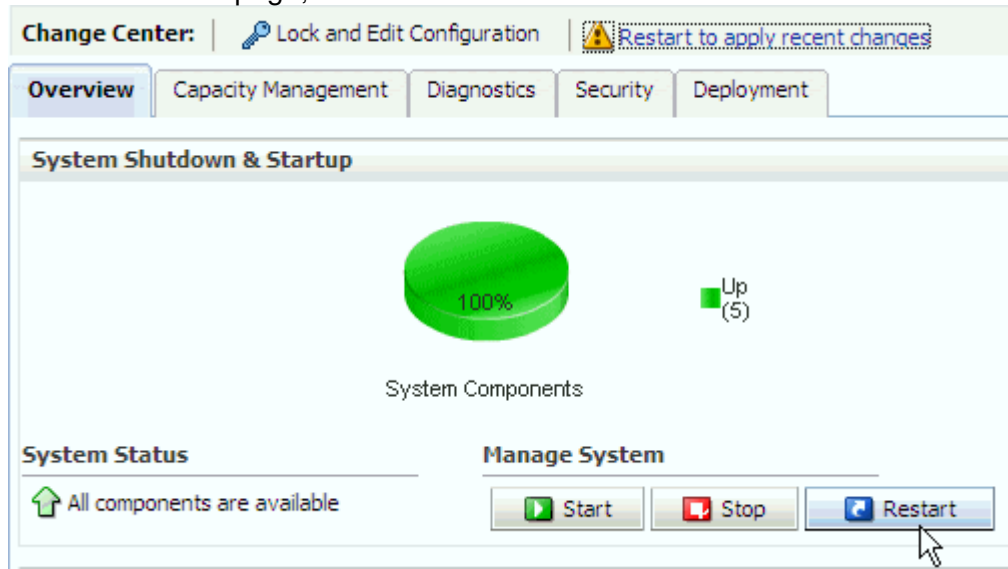 Change Center: Lock and Edit Configuration Restart to apply recent changes
Overview Capacity Management Diagnostics Security Deployment
System Shutdown & Startup
100%
Up
(5)
System Components
System Status Manage System
All components are available Start Stop Restart